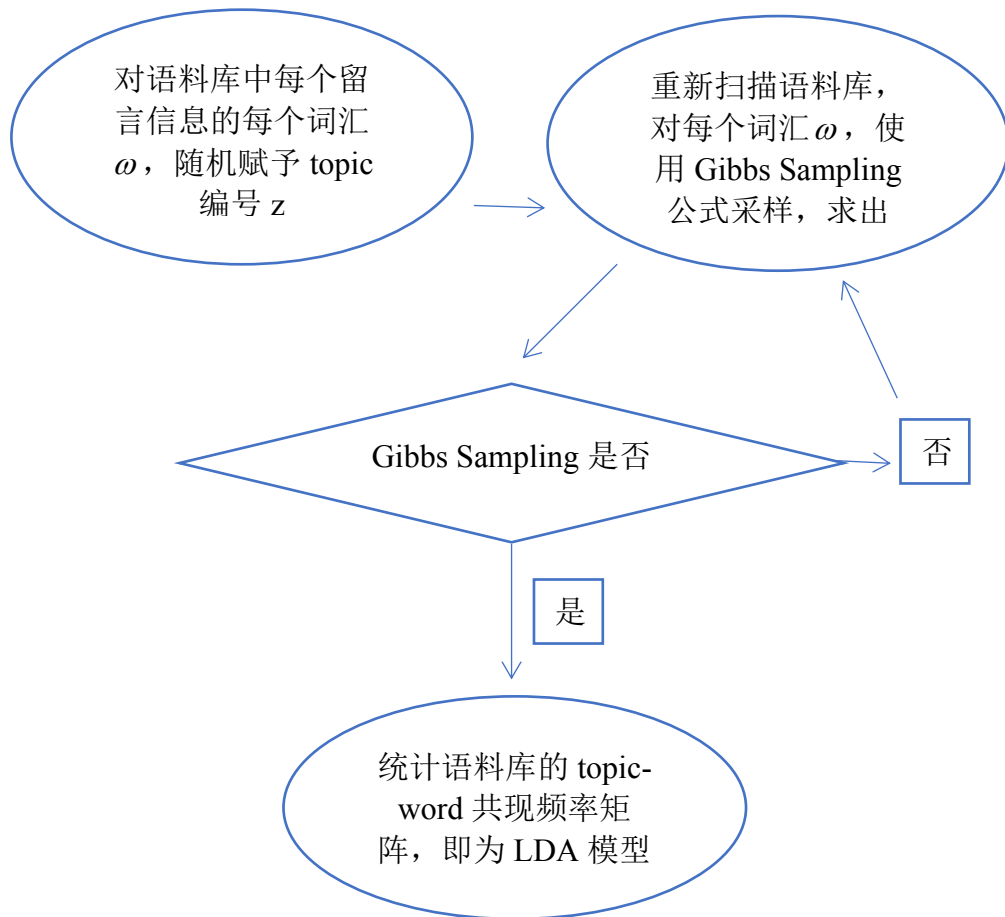 对语料库中每个留
言信息的每个词汇
ω，随机赋予 topic
编号 z
重新扫描语料库，
对每个词汇ω，使
用 Gibbs Sampling
公式采样，求出
Gibbs Sampling 是否
否
是
统计语料库的 topic-
word 共现频率矩
阵，即为 LDA 模型